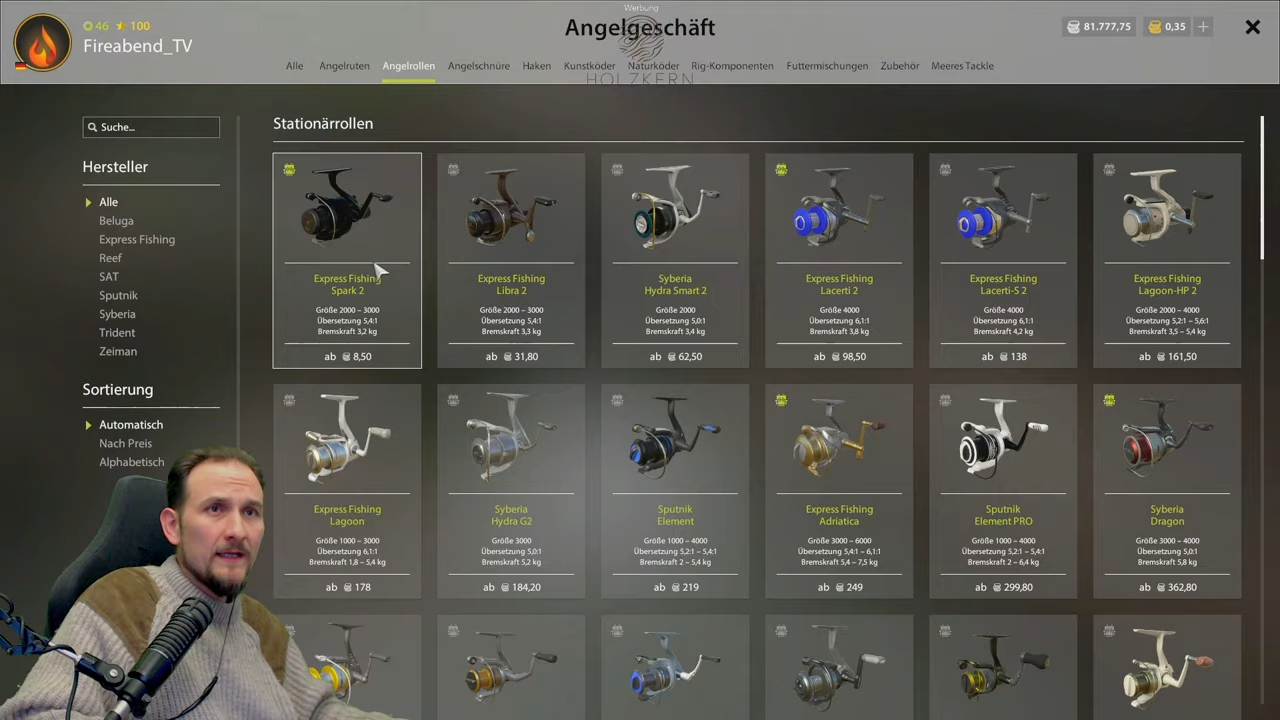 46 100
Fireabend_TV
Werbung
Angelgeschäft
HOLZKERN
81.777,75
0,35
Alle
Angelruten
Angelrollen
Angelschnüre
Haken
Kunstköder
Naturköder
Rig-Komponenten
Futtermischungen
Zubehör
Meeres Tackle
Suche...
Hersteller
Alle
Beluga
Express Fishing
Reef
SAT
Sputnik
Syberia
Trident
Zeiman
Sortierung
Automatisch
Nach Preis
Alphabetisch
Stationärrollen
Express Fishing
Spark 2
Größe 2000 – 3000
Übersetzung 5,4:1
Bremskraft 3,2 kg
ab 8,50
Express Fishing
Libra 2
Größe 2000 – 3000
Übersetzung 5,4:1
Bremskraft 3,3 kg
ab 31,80
Syberia
Hydra Smart 2
Größe 2000
Übersetzung 5,0:1
Bremskraft 3,4 kg
ab 62,50
Express Fishing
Lacerti 2
Größe 4000
Übersetzung 6,1:1
Bremskraft 3,8 kg
ab 98,50
Express Fishing
Lacerti-S 2
Größe 4000
Übersetzung 6,1:1
Bremskraft 4,2 kg
ab 138
Express Fishing
Lagoon-HP 2
Größe 2000 – 4000
Übersetzung 5,2:1 – 5,6:1
Bremskraft 3,5 – 5,4 kg
ab 161,50
Express Fishing
Lagoon
Größe 1000 – 3000
Übersetzung 6,1:1
Bremskraft 1,8 – 5,4 kg
ab 178
Syberia
Hydra G2
Größe 3000
Übersetzung 5,0:1
Bremskraft 5,2 kg
ab 184,20
Sputnik
Element
Größe 1000 – 4000
Übersetzung 5,2:1 – 5,4:1
Bremskraft 2 – 5,4 kg
ab 219
Express Fishing
Adriatica
Größe 3000 – 6000
Übersetzung 5,4:1 – 6,1:1
Bremskraft 5,4 – 7,5 kg
ab 249
Sputnik
Element PRO
Größe 1000 – 4000
Übersetzung 5,2:1 – 5,4:1
Bremskraft 2 – 6,4 kg
ab 299,80
Syberia
Dragon
Größe 3000 – 4000
Übersetzung 5,0:1
Bremskraft 5,8 kg
ab 362,80